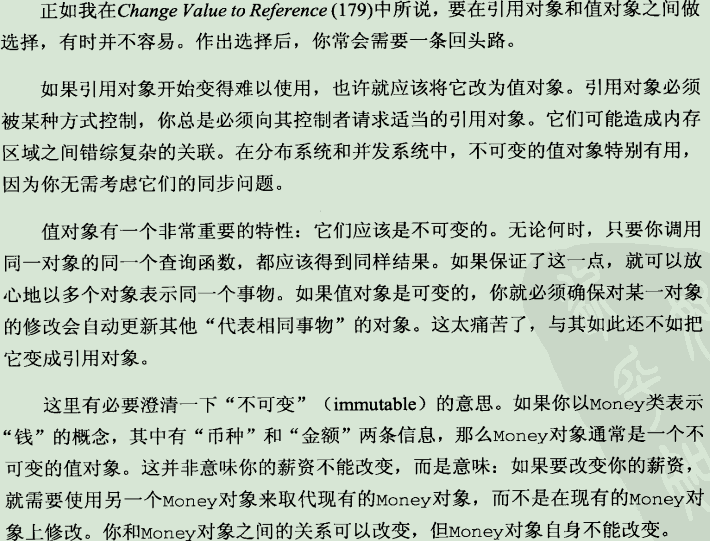 正如我在Change Value to Reference (179)中所说，要在引用对象和值对象之间做
选择，有时并不容易。作出选择后，你常会需要一条回头路。
如果引用对象开始变得难以使用，也许就应该将它改为值对象。引用对象必须
被某种方式控制，你总是必须向其控制者请求适当的引用对象。它们可能造成内存
区域之间错综复杂的关联。在分布系统和并发系统中，不可变的值对象特别有用，
因为你无需考虑它们的同步问题。
值对象有一个非常重要的特性：它们应该是不可变的。无论何时，只要你调用
同一对象的同一个查询函数，都应该得到同样结果。如果保证了这一点，就可以放
心地以多个对象表示同一个事物。如果值对象是可变的，你就必须确保对某一对象
的修改会自动更新其他“代表相同事物”的对象。这太痛苦了，与其如此还不如把
它变成引用对象。
这里有必要澄清一下“不可变”（immutable）的意思。如果你以Money类表示
“钱”的概念，其中有“币种”和“金额”两条信息，那么Money对象通常是一个不
可变的值对象。这并非意味你的薪资不能改变，而是意味：如果要改变你的薪资，
就需要使用另一个Money对象来取代现有的Money对象，而不是在现有的Money对
象上修改。你和Money对象之间的关系可以改变，但Money对象自身不能改变。